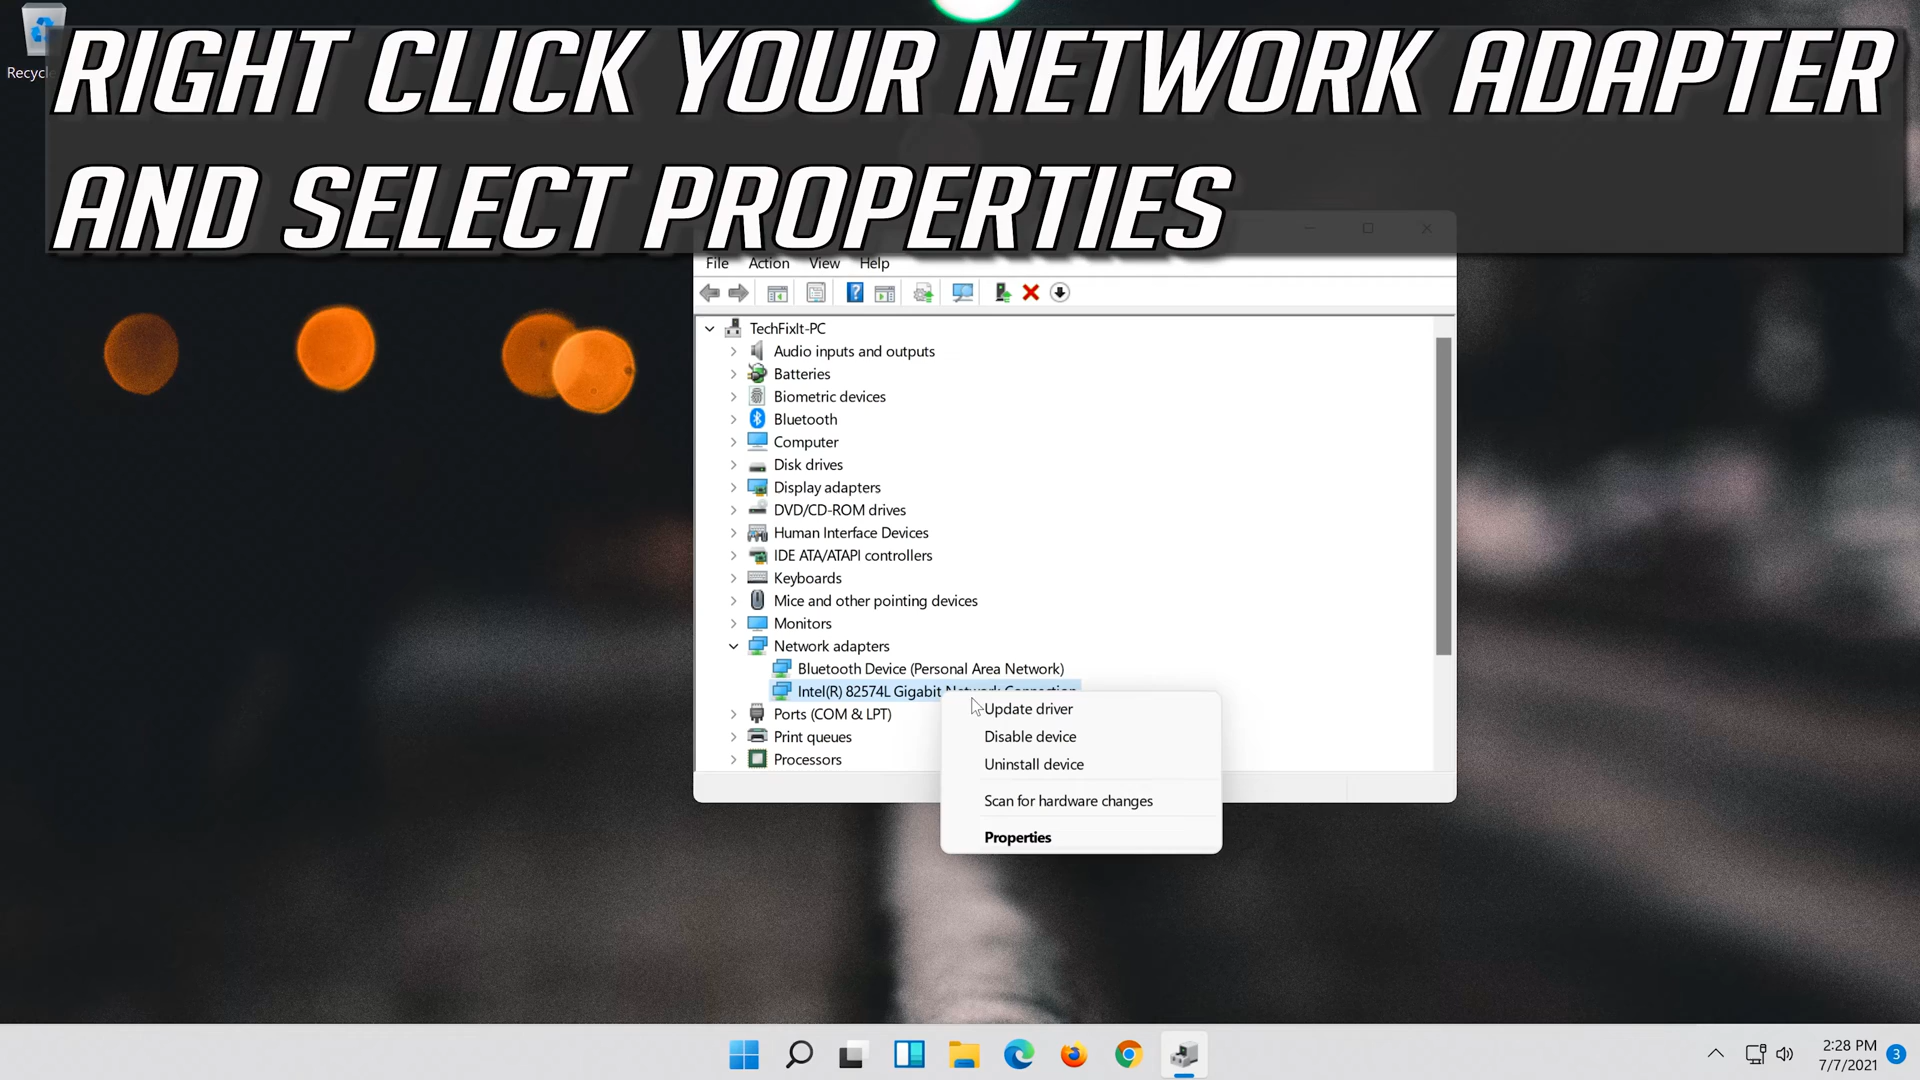 RIGHT CLICK YOUR NETWORK ADAPTER
AND SELECT PROPERTIES
File Action View Help
TechFixIt-PC
Audio inputs and outputs
Batteries
Biometric devices
Bluetooth
Computer
Disk drives
Display adapters
DVD/CD-ROM drives
Human Interface Devices
IDE ATA/ATAPI controllers
Keyboards
Mice and other pointing devices
Monitors
Network adapters
Bluetooth Device (Personal Area Network)
Intel(R) 82574L Gigabit Network Connection
Ports (COM & LPT)
Print queues
Processors
Update driver
Disable device
Uninstall device
Scan for hardware changes
Properties
2:28 PM
7/7/2021
3